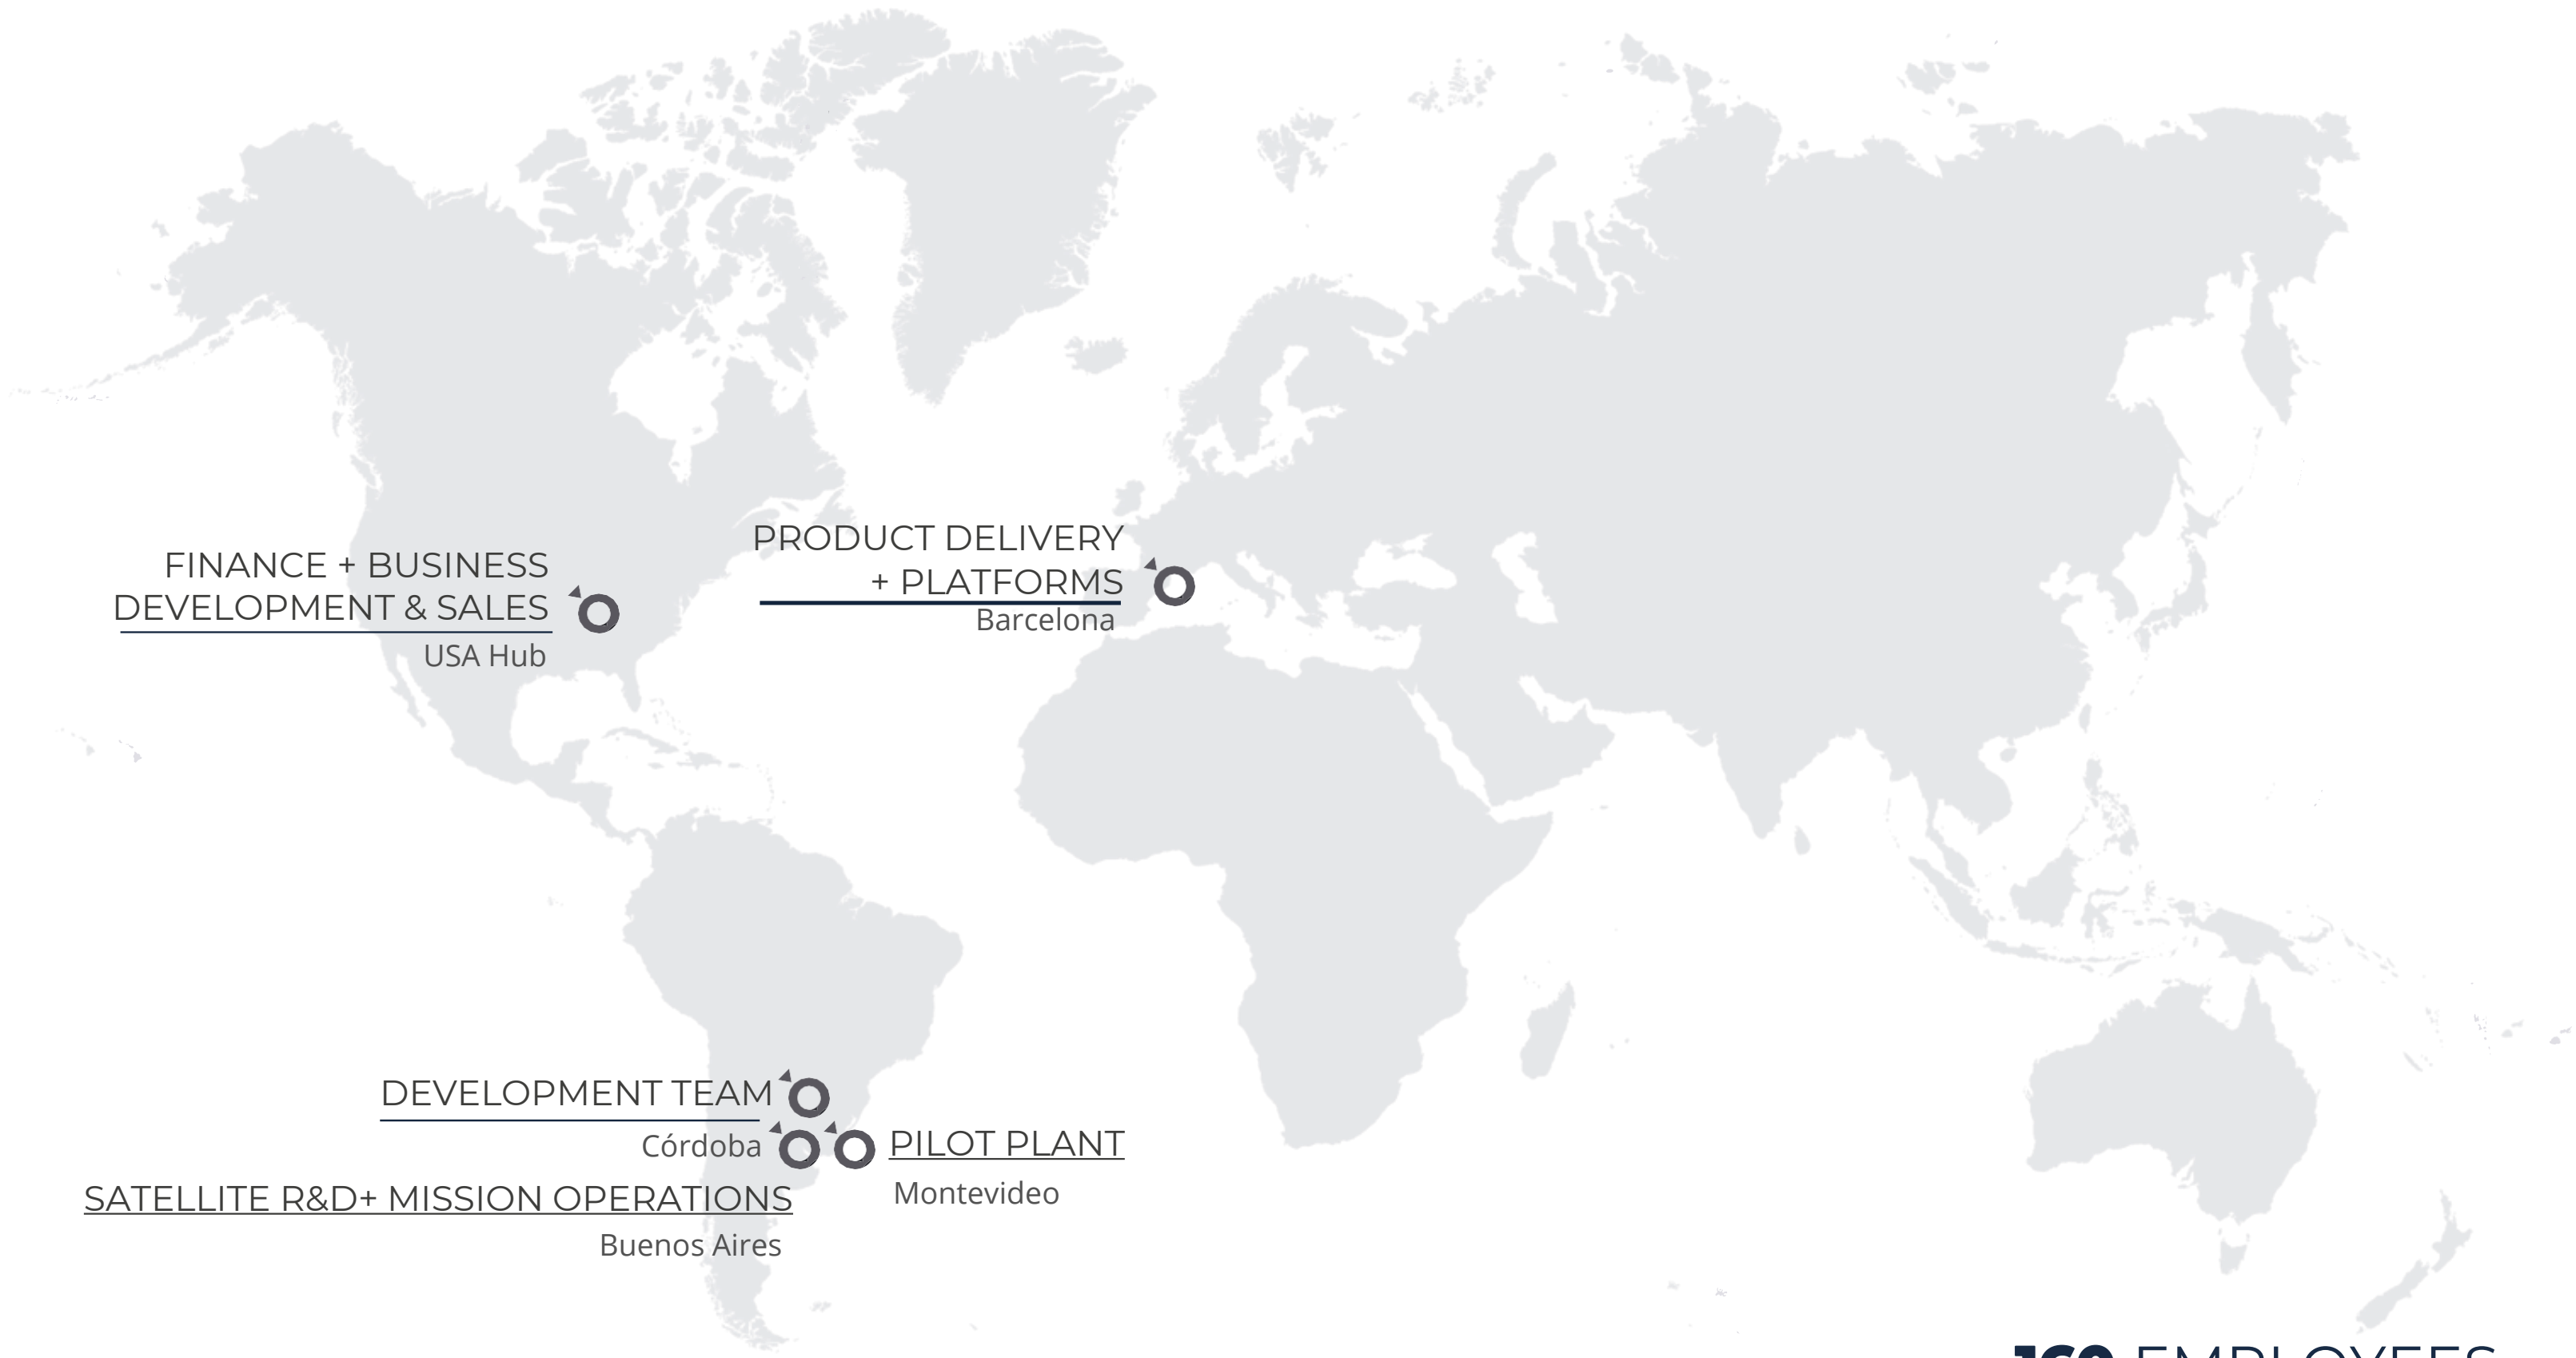 PRODUCT DELIVERY
+ PLATFORMS
Barcelona
FINANCE + BUSINESS
DEVELOPMENT & SALES
USA Hub
DEVELOPMENT TEAM
Córdoba
PILOT PLANT
Montevideo
SATELLITE R&D+ MISSION OPERATIONS
Buenos Aires
EMPLOYEES